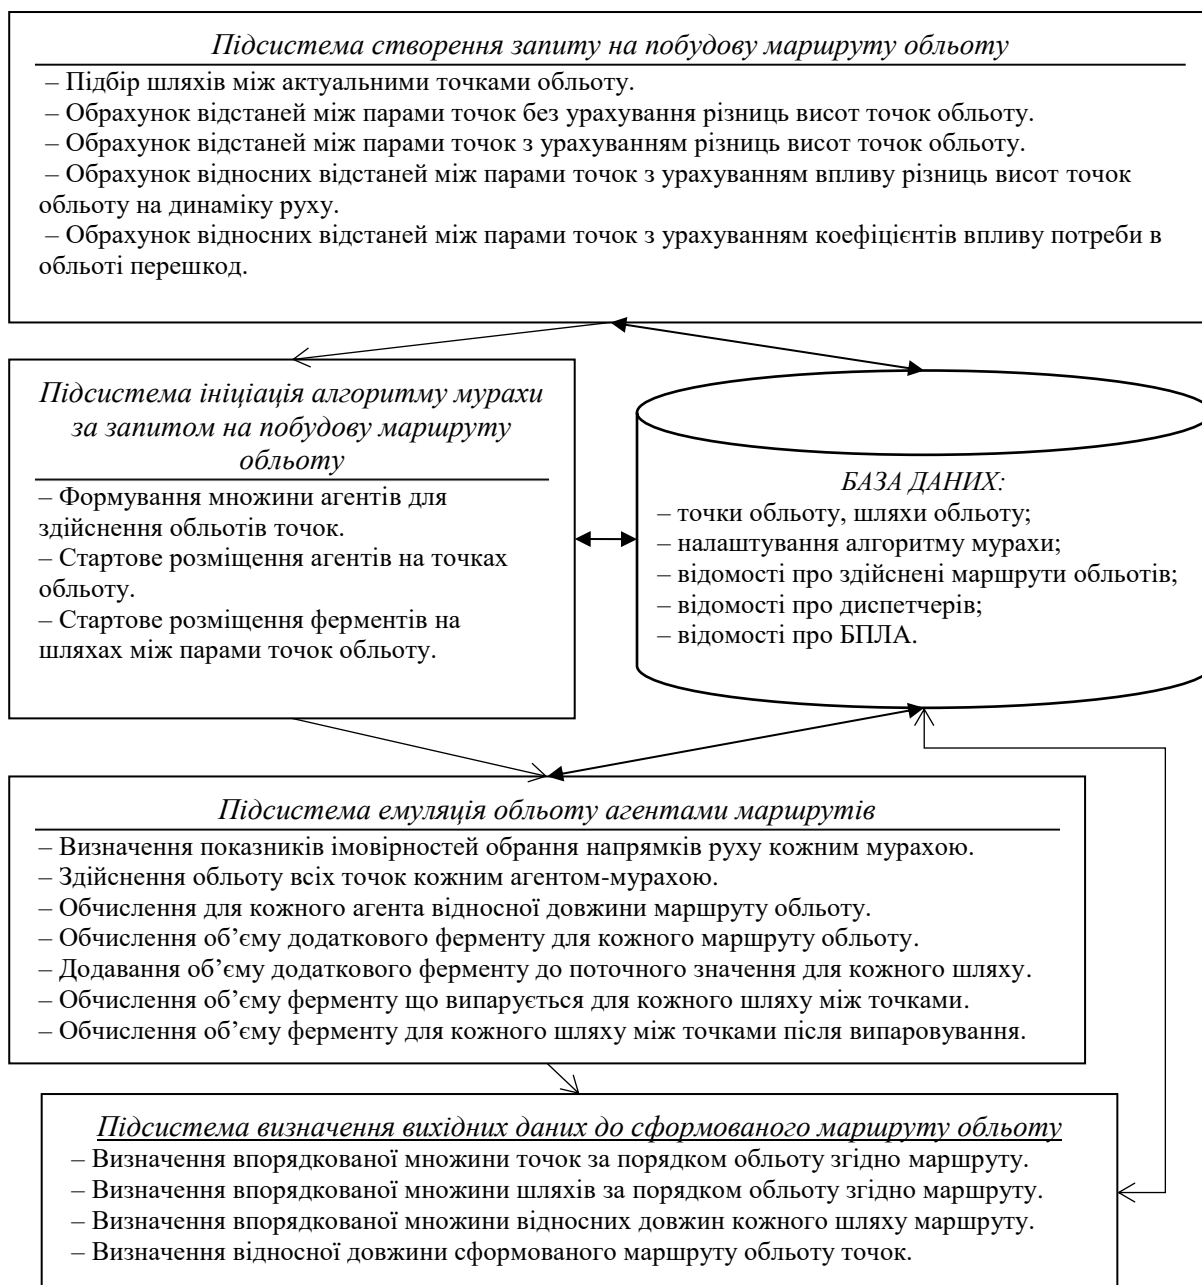 Підсистема створення запиту на побудову маршруту обльоту
– Підбір шляхів між актуальними точками обльоту.
– Обрахунок відстаней між парами точок без урахування різниць висот точок обльоту.
– Обрахунок відстаней між парами точок з урахуванням різниць висот точок обльоту.
– Обрахунок відносних відстаней між парами точок з урахуванням впливу різниць висот точок
обльоту на динаміку руху.
– Обрахунок відносних відстаней між парами точок з урахуванням коефіцієнтів впливу потреби в
обльоті перешкод.
Підсистема ініціація алгоритму мурахи
за запитом на побудову маршруту
обльоту
– Формування множини агентів для
здійснення обльотів точок.
– Стартове розміщення агентів на точках
обльоту.
– Стартове розміщення ферментів на
шляхах між парами точок обльоту.
БАЗА ДАНИХ:
– точки обльоту, шляхи обльоту;
– налаштування алгоритму мурахи;
– відомості про здійснені маршрути обльотів;
– відомості про диспетчерів;
– відомості про БПЛА.
Підсистема емуляція обльоту агентами маршрутів
– Визначення показників імовірностей обрання напрямків руху кожним мурахою.
– Здійснення обльоту всіх точок кожним агентом-мурахою.
– Обчислення для кожного агента відносної довжини маршруту обльоту.
– Обчислення об’єму додаткового ферменту для кожного маршруту обльоту.
– Додавання об’єму додаткового ферменту до поточного значення для кожного шляху.
– Обчислення об’єму ферменту що випарується для кожного шляху між точками.
– Обчислення об’єму ферменту для кожного шляху між точками після випаровування.
Підсистема визначення вихідних даних до сформованого маршруту обльоту
– Визначення впорядкованої множини точок за порядком обльоту згідно маршруту.
– Визначення впорядкованої множини шляхів за порядком обльоту згідно маршруту.
– Визначення впорядкованої множини відносних довжин кожного шляху маршруту.
– Визначення відносної довжини сформованого маршруту обльоту точок.